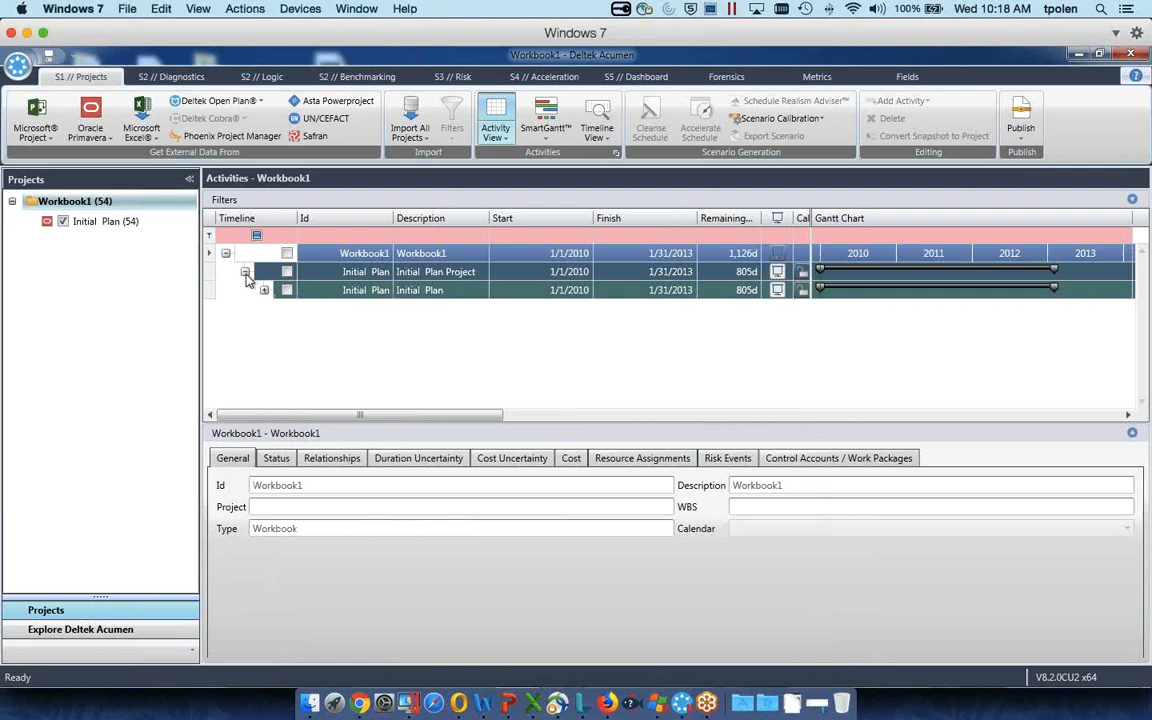 Windows 7 File Edit View Actions Devices Window Help 100% Wed 10:18 AM tpolen
Windows 7
Workbook1 - Deltek Acumen
S1 // Projects S2 // Diagnostics S2 // Logic S2 // Benchmarking S3 // Risk S4 // Acceleration S5 // Dashboard Forensics Metrics Fields
Microsoft® Project Oracle Primavera Microsoft Excel® Deltek Open Plan® Asta Powerproject Import All Projects Filters Activity View SmartGantt™ Timeline View Cleanse Schedule Accelerate Schedule Schedule Realism Adviser™ Add Activity Publish
Deltek Cobra® UN/CEFACT Scenario Calibration Delete
Phoenix Project Manager Safran Export Scenario Convert Snapshot to Project
Get External Data From Import Activities Scenario Generation Editing Publish
Projects
Activities - Workbook1
Workbook1 (54)
Initial Plan (54)
Filters
Timeline Id Description Start Finish Remaining... Cal Gantt Chart
Workbook1 Workbook1 1/1/2010 1/31/2013 1,126d 2010 2011 2012 2013
Initial Plan Initial Plan Project 1/1/2010 1/31/2013 805d
Initial Plan Initial Plan 1/1/2010 1/31/2013 805d
Workbook1 - Workbook1
General Status Relationships Duration Uncertainty Cost Uncertainty Cost Resource Assignments Risk Events Control Accounts / Work Packages
Id Workbook1 Description Workbook1
Project WBS
Type Workbook Calendar
Projects
Explore Deltek Acumen
Ready V8.2.0CU2 x64